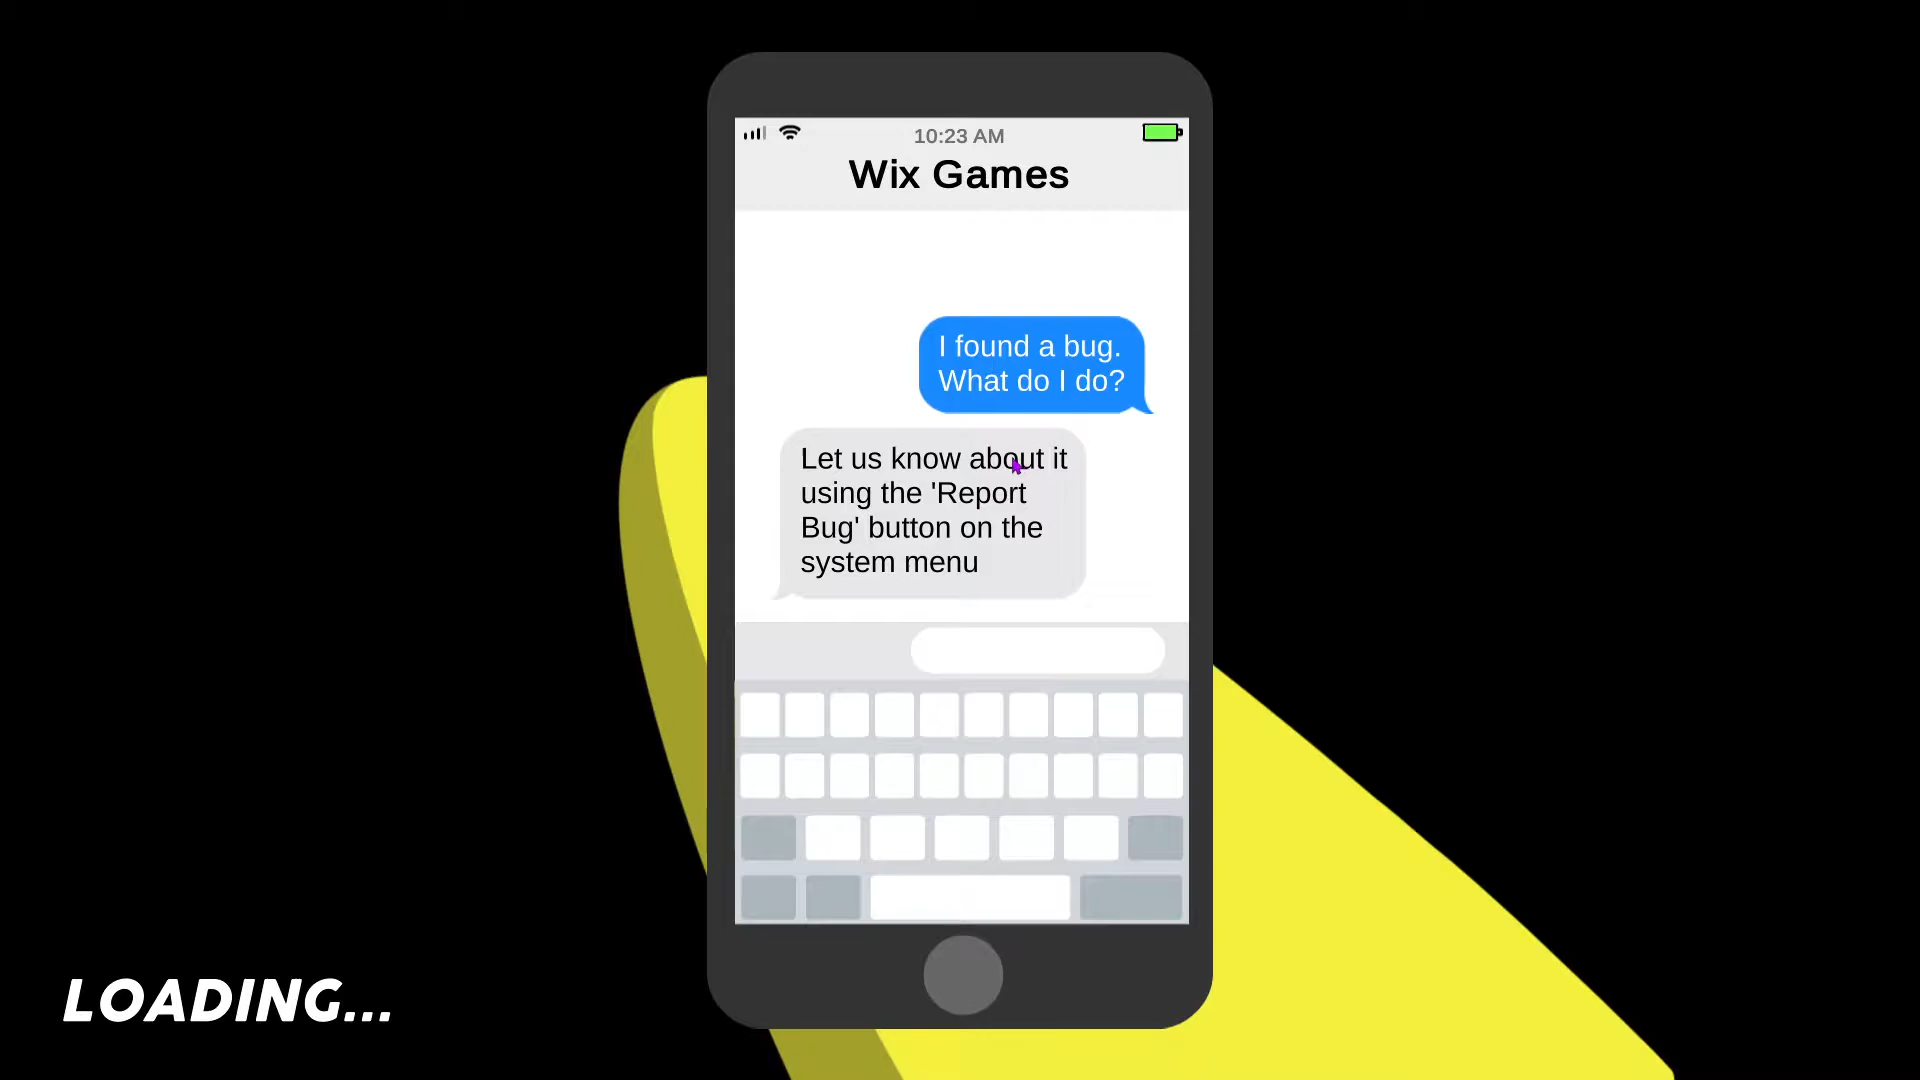 10:23 AM
Wix Games
I found a bug.
What do I do?
Let us know about it
using the 'Report
Bug' button on the
system menu
LOADING...